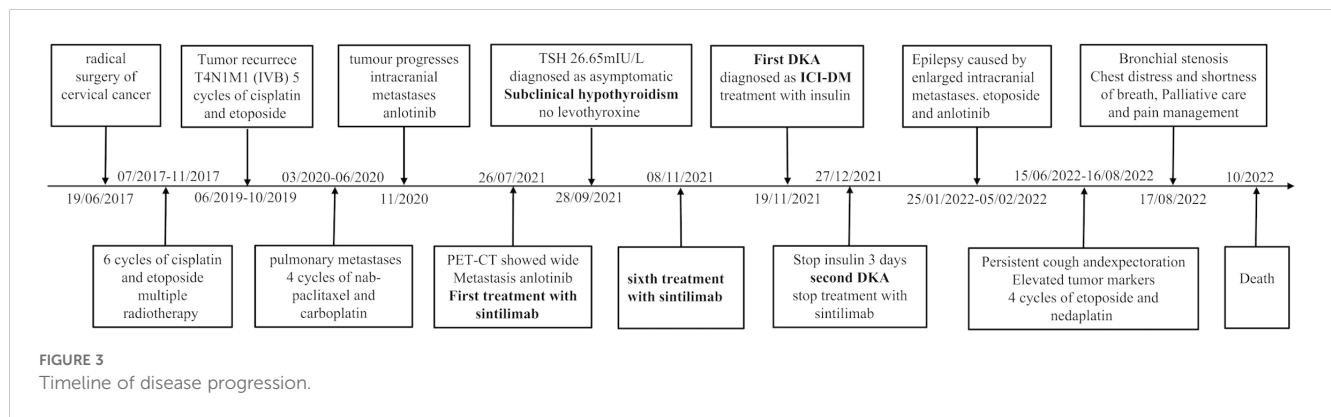 radical
surgery of
cervical cancer
Tumor recurrece
T4N1M1 (IVB) 5
cycles of cisplatin
and etoposide
tumour progresses
intracranial
metastases
anlotinib
TSH 26.65mIU/L
diagnosed as asymptomatic
Subclinical hypothyroidism
no levothyroxine
First DKA
diagnosed as ICI-DM
treatment with insulin
Epilepsy caused by
enlarged intracranial
metastases. etoposide
and anlotinib
Bronchial stenosis
Chest distress and shortness
of breath, Palliative care
and pain management
07/2017-11/2017
03/2020-06/2020
26/07/2021
08/11/2021
27/12/2021
15/06/2022-16/08/2022
10/2022
19/06/2017
06/2019-10/2019
11/2020
28/09/2021
19/11/2021
25/01/2022-05/02/2022
17/08/2022
6 cycles of cisplatin
and etoposide
multiple
radiotherapy
pulmonary metastases
4 cycles of nab-
paclitaxel and
carboplatin
PET-CT showed wide
Metastasis anlotinib
First treatment with
sintilimab
sixth treatment
with sintilimab
Stop insulin 3 days
second DKA
stop treatment with
sintilimab
Persistent cough andexpectoration
Elevated tumor markers
4 cycles of etoposide and
nedaplatin
Death
FIGURE 3
Timeline of disease progression.